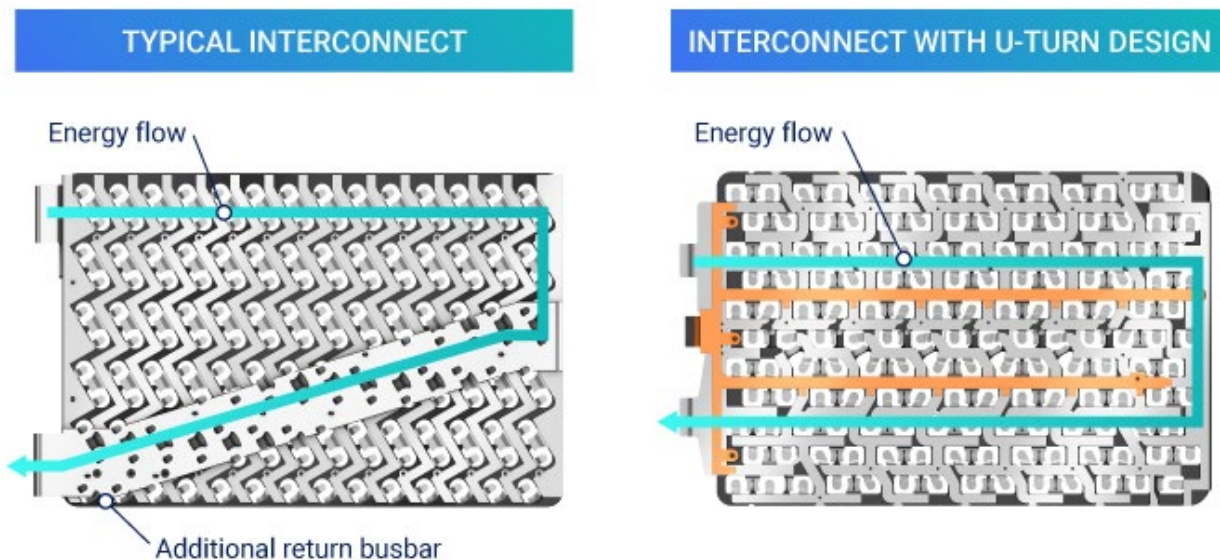 TYPICAL INTERCONNECT
Energy flow
Additional return busbar
INTERCONNECT WITH U-TURN DESIGN
Energy flow